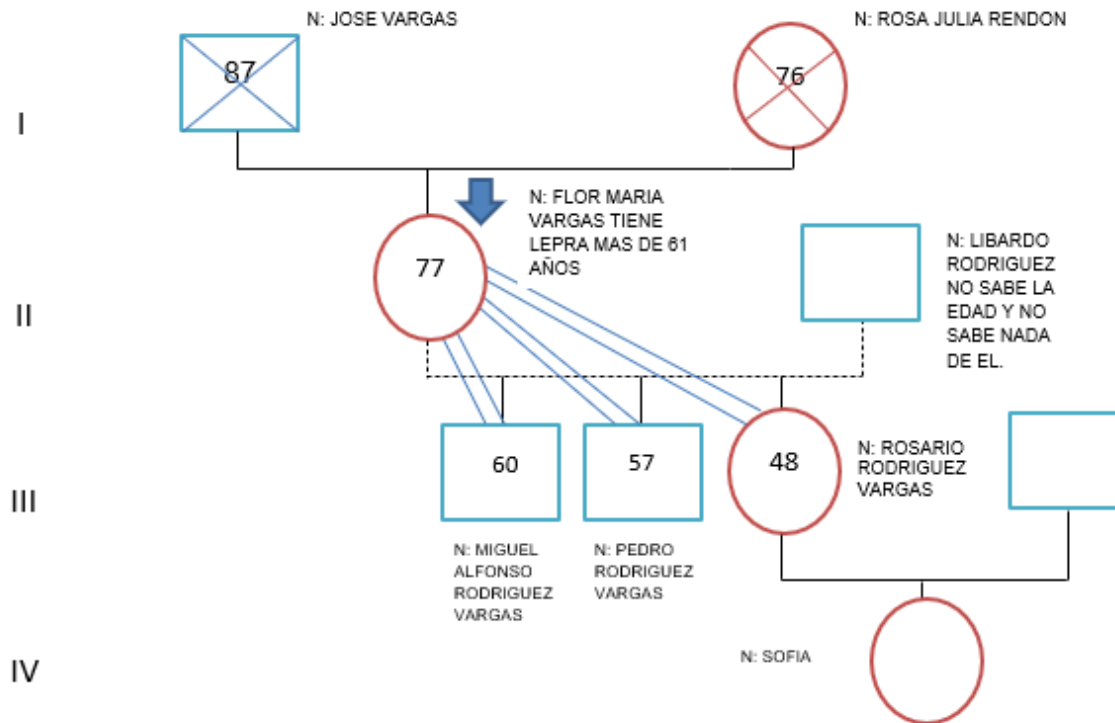 N: JOSE VARGAS
N: ROSA JULIA RENDON
87
76
I
N: FLOR MARIA
VARGAS TIENE
LEPRA MAS DE 61
AÑOS
77
N: LIBARDO
RODRIGUEZ
NO SABE LA
EDAD Y NO
SABE NADA
DE EL.
II
60
57
48
N: ROSARIO
RODRIGUEZ
VARGAS
III
N: MIGUEL
ALFONSO
RODRIGUEZ
VARGAS
N: PEDRO
RODRIGUEZ
VARGAS
N: SOFIA
IV